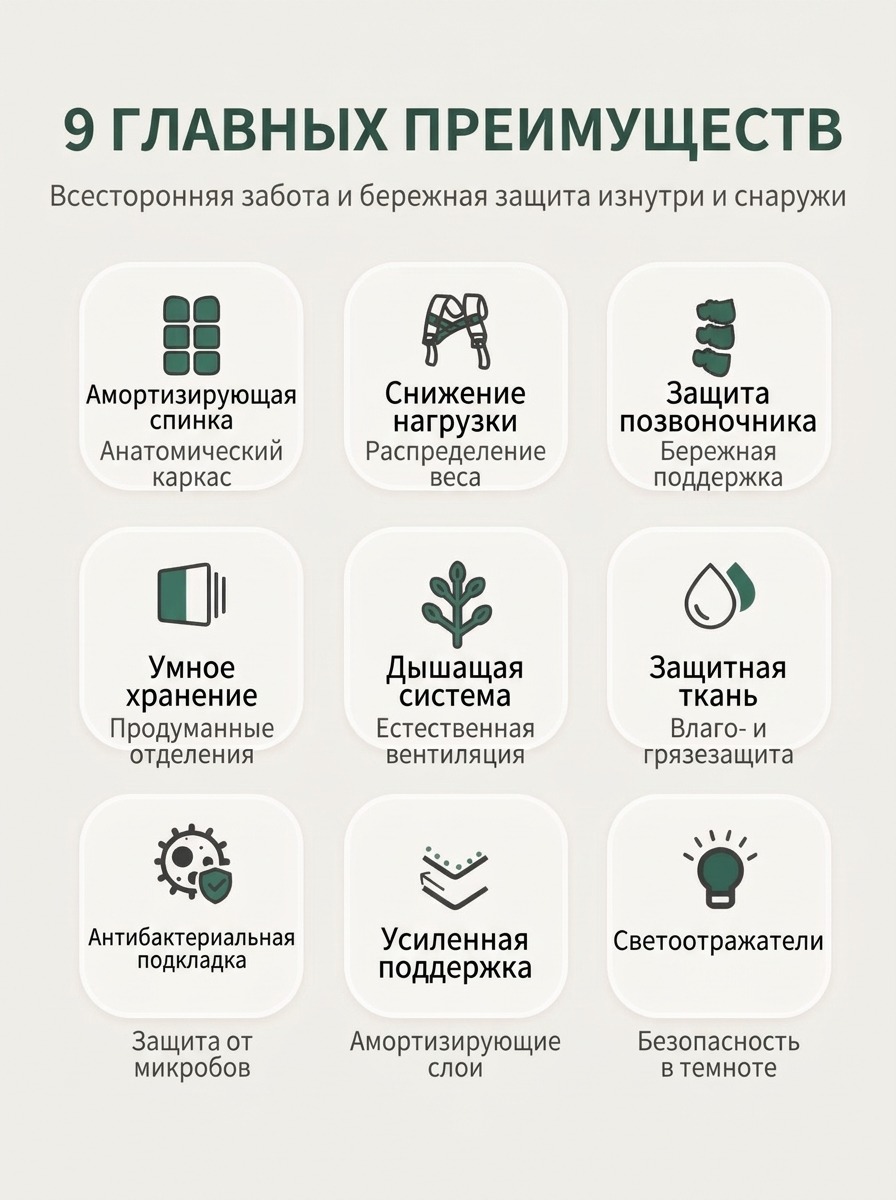 9 ГЛАВНЫХ ПРЕИМУЩЕСТВ
Всесторонняя забота и бережная защита изнутри и снаружи
Амортизирующая
спинка
Анатомический
каркас
Снижение
нагрузки
Распределение
веса
Защита
позвоночника
Бережная
поддержка
Умное
хранение
Продуманные
отделения
Дышащая
система
Естественная
вентиляция
Защитная
ткань
Влаго- и
грязезащита
Антибактериальная
подкладка
Защита от
микробов
Усиленная
поддержка
Амортизирующие
слои
Светоотражатели
Безопасность
в темноте